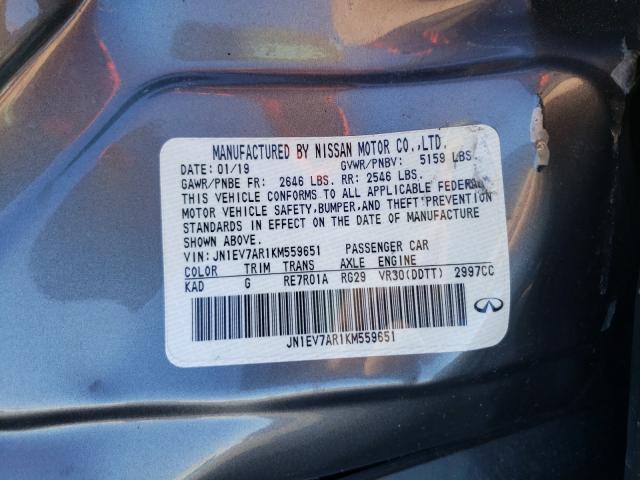 MANUFACTURED BY NISSAN MOTOR CO.,LTD.
DATE: 01/19 GVWR/PNBV: 5159 LBS.
GAWR/PNBE FR: 2646 LBS. RR: 2546 LBS.
THIS VEHICLE CONFORMS TO ALL APPLICABLE FEDERAL
MOTOR VEHICLE SAFETY,BUMPER,AND THEFT PREVENTION
STANDARDS IN EFFECT ON THE DATE OF MANUFACTURE
SHOWN ABOVE.
VIN: JN1EV7AR1KM559651 PASSENGER CAR
COLOR TRIM TRANS AXLE ENGINE
KAD G RE7R01A RG29 VR30(DDTT) 2997CC
JN1EV7AR1KM559651